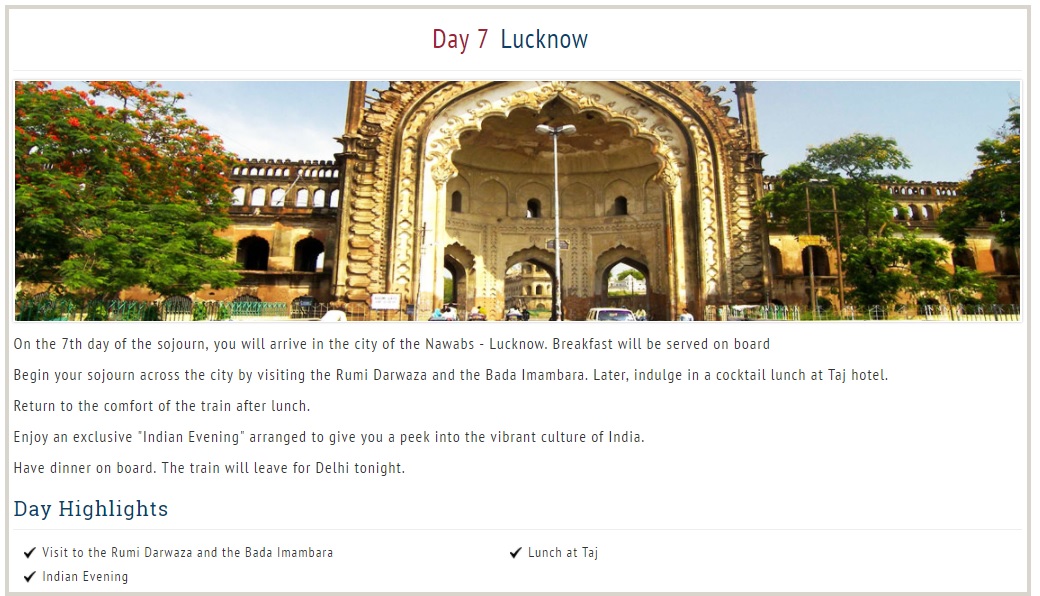 Day 7 Lucknow
On the 7th day of the sojourn, you will arrive in the city of the Nawabs - Lucknow. Breakfast will be served on board
Begin your sojourn across the city by visiting the Rumi Darwaza and the Bada Imambara. Later, indulge in a cocktail lunch at Taj hotel.
Return to the comfort of the train after lunch.
Enjoy an exclusive "Indian Evening" arranged to give you a peek into the vibrant culture of India.
Have dinner on board. The train will leave for Delhi tonight.
Day Highlights
Visit to the Rumi Darwaza and the Bada Imambara
Lunch at Taj
Indian Evening